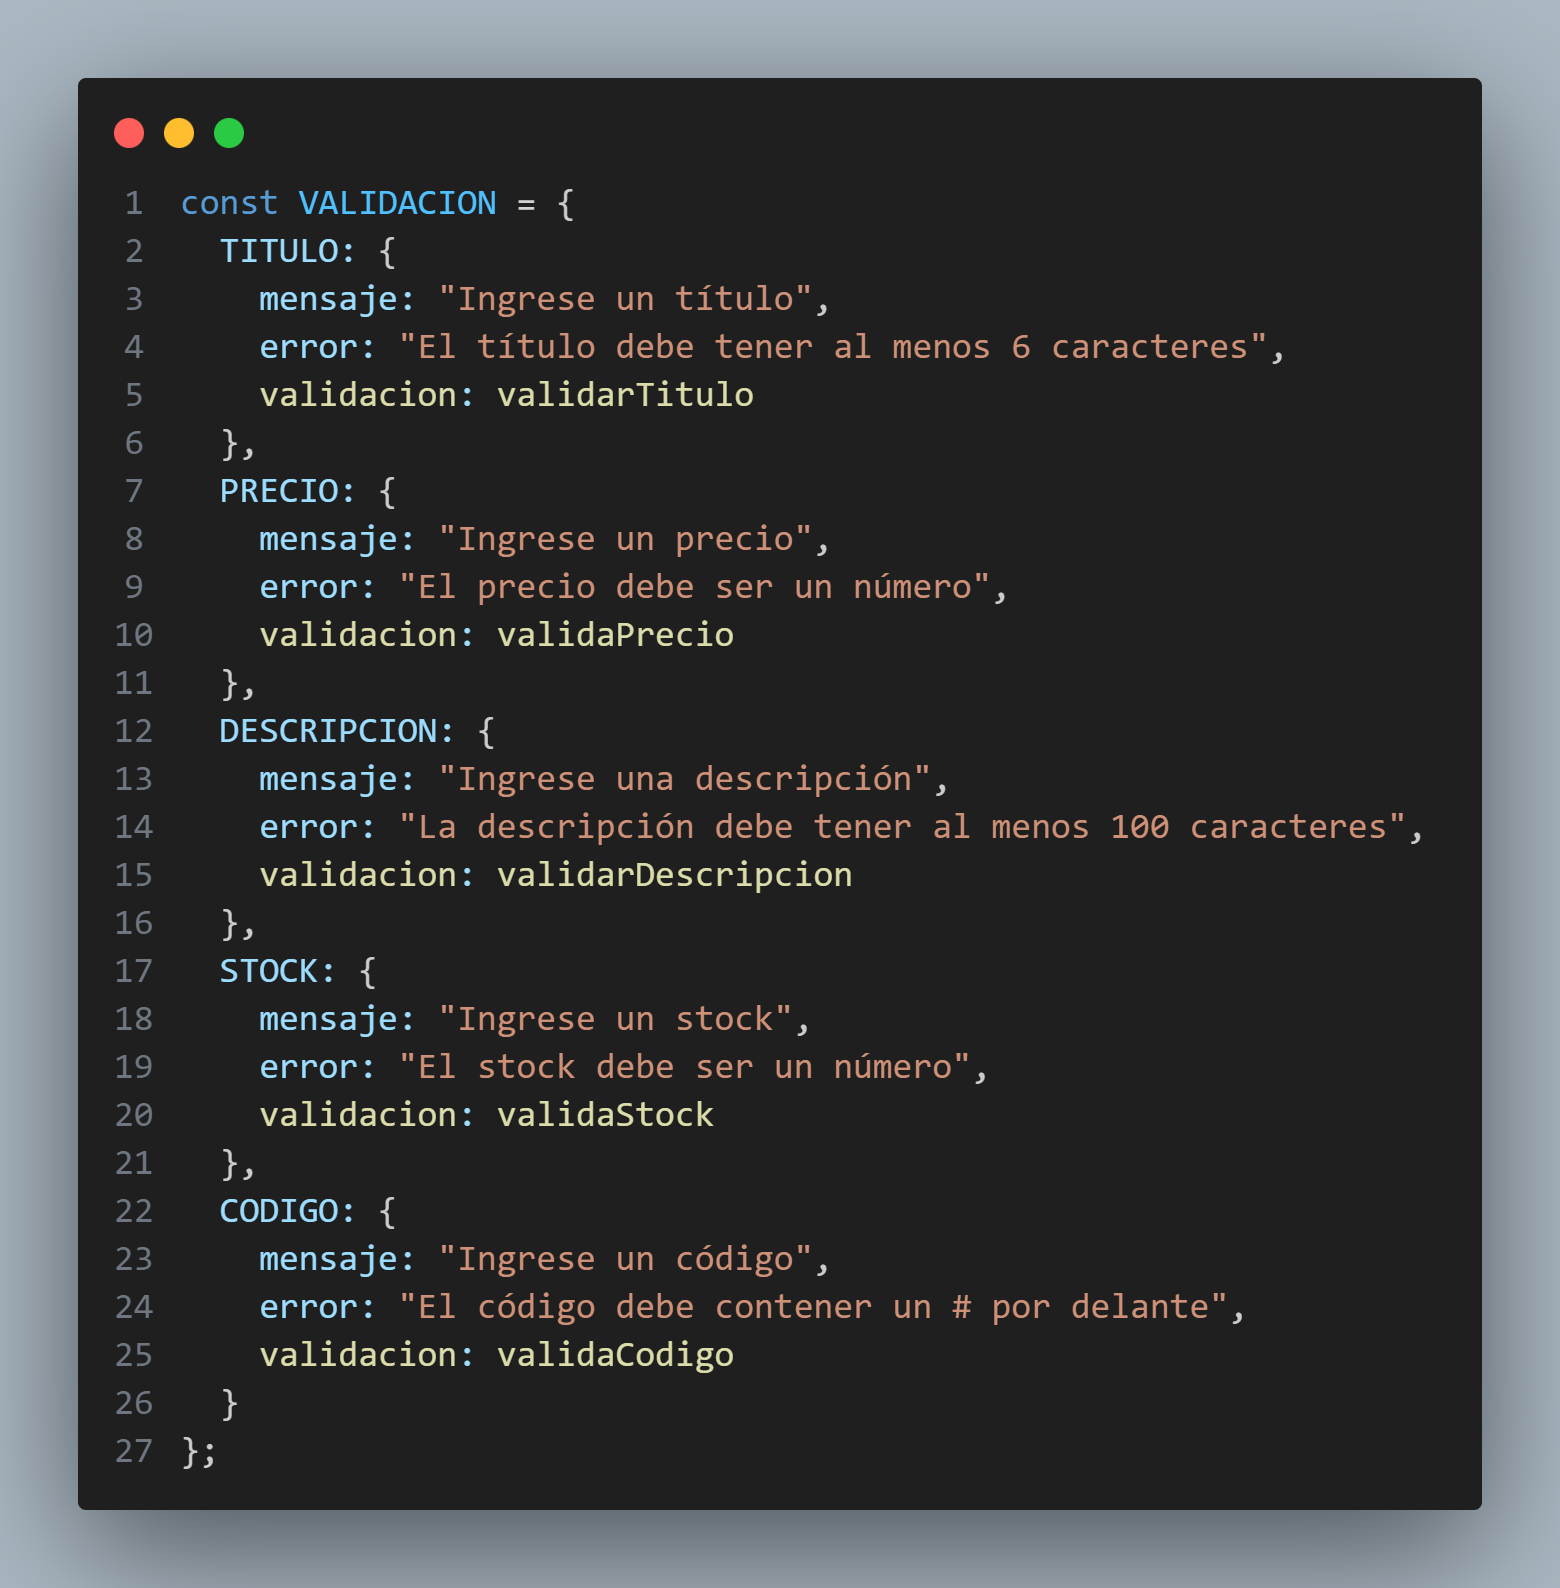 1 const VALIDACION = {
2   TITULO: {
3     mensaje: "Ingrese un título",
4     error: "El título debe tener al menos 6 caracteres",
5     validacion: validarTitulo
6   },
7   PRECIO: {
8     mensaje: "Ingrese un precio",
9     error: "El precio debe ser un número",
10     validacion: validaPrecio
11   },
12   DESCRIPCION: {
13     mensaje: "Ingrese una descripción",
14     error: "La descripción debe tener al menos 100 caracteres",
15     validacion: validarDescripcion
16   },
17   STOCK: {
18     mensaje: "Ingrese un stock",
19     error: "El stock debe ser un número",
20     validacion: validaStock
21   },
22   CODIGO: {
23     mensaje: "Ingrese un código",
24     error: "El código debe contener un # por delante",
25     validacion: validaCodigo
26   }
27 };